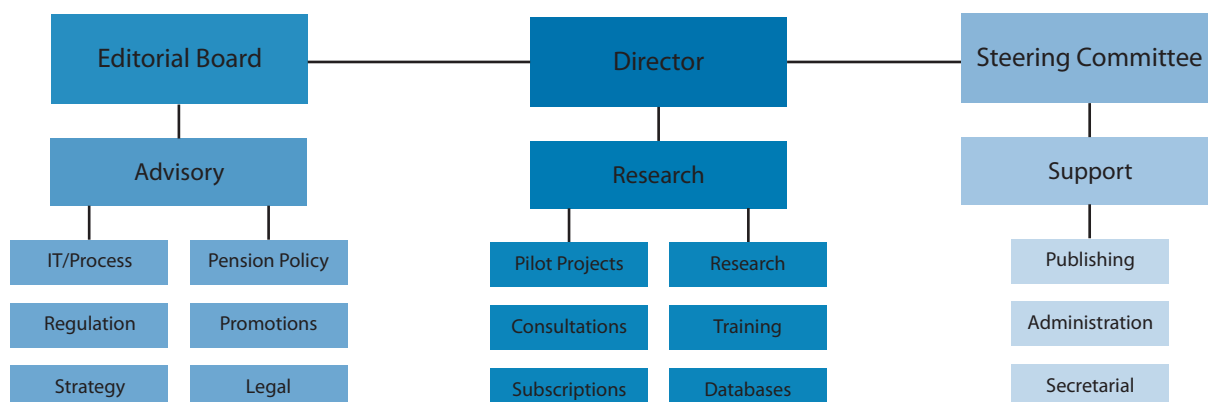 Editorial Board
Director
Steering Committee
Advisory
Research
Support
IT/Process
Pension Policy
Pilot Projects
Research
Publishing
Regulation
Promotions
Consultations
Training
Administration
Strategy
Legal
Subscriptions
Databases
Secretarial